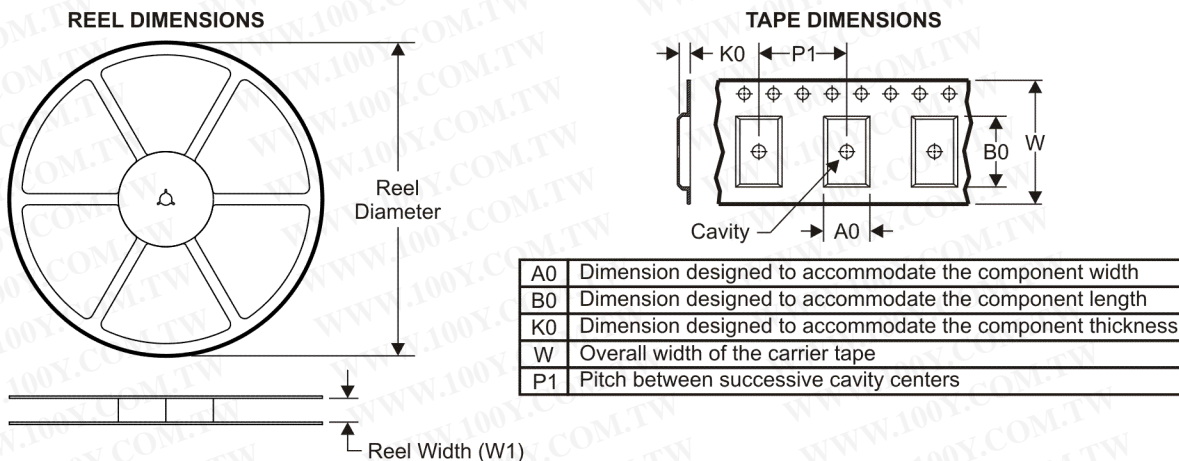 REEL DIMENSIONS
Reel
Diameter
Reel Width (W1)
TAPE DIMENSIONS
K0
P1
W
B0
Cavity
A0
A0 Dimension designed to accommodate the component width
B0 Dimension designed to accommodate the component length
K0 Dimension designed to accommodate the component thickness
W Overall width of the carrier tape
P1 Pitch between successive cavity centers
WWW.100Y.COM.TW